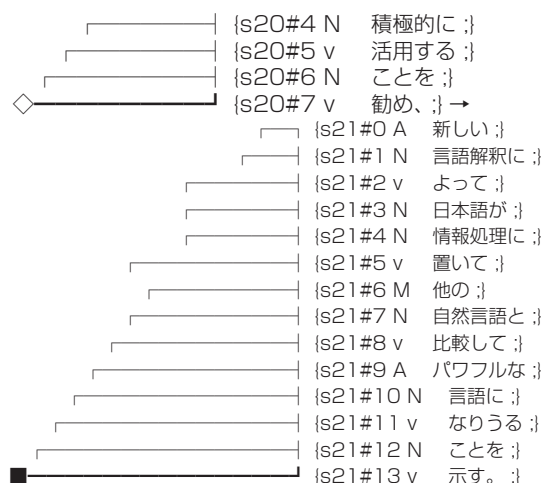 {s20#4 N 積極的に ;}
{s20#5 v 活用する ;}
{s20#6 N ことを ;}
{s20#7 v 勧め、 ;} →
{s21#0 A 新しい ;}
{s21#1 N 言語解釈に ;}
{s21#2 v よって ;}
{s21#3 N 日本語が ;}
{s21#4 N 情報処理に ;}
{s21#5 v 置いて ;}
{s21#6 M 他の ;}
{s21#7 N 自然言語と ;}
{s21#8 v 比較して ;}
{s21#9 A パワフルな ;}
{s21#10 N 言語に ;}
{s21#11 v なりうる ;}
{s21#12 N ことを ;}
{s21#13 v 示す。 ;}